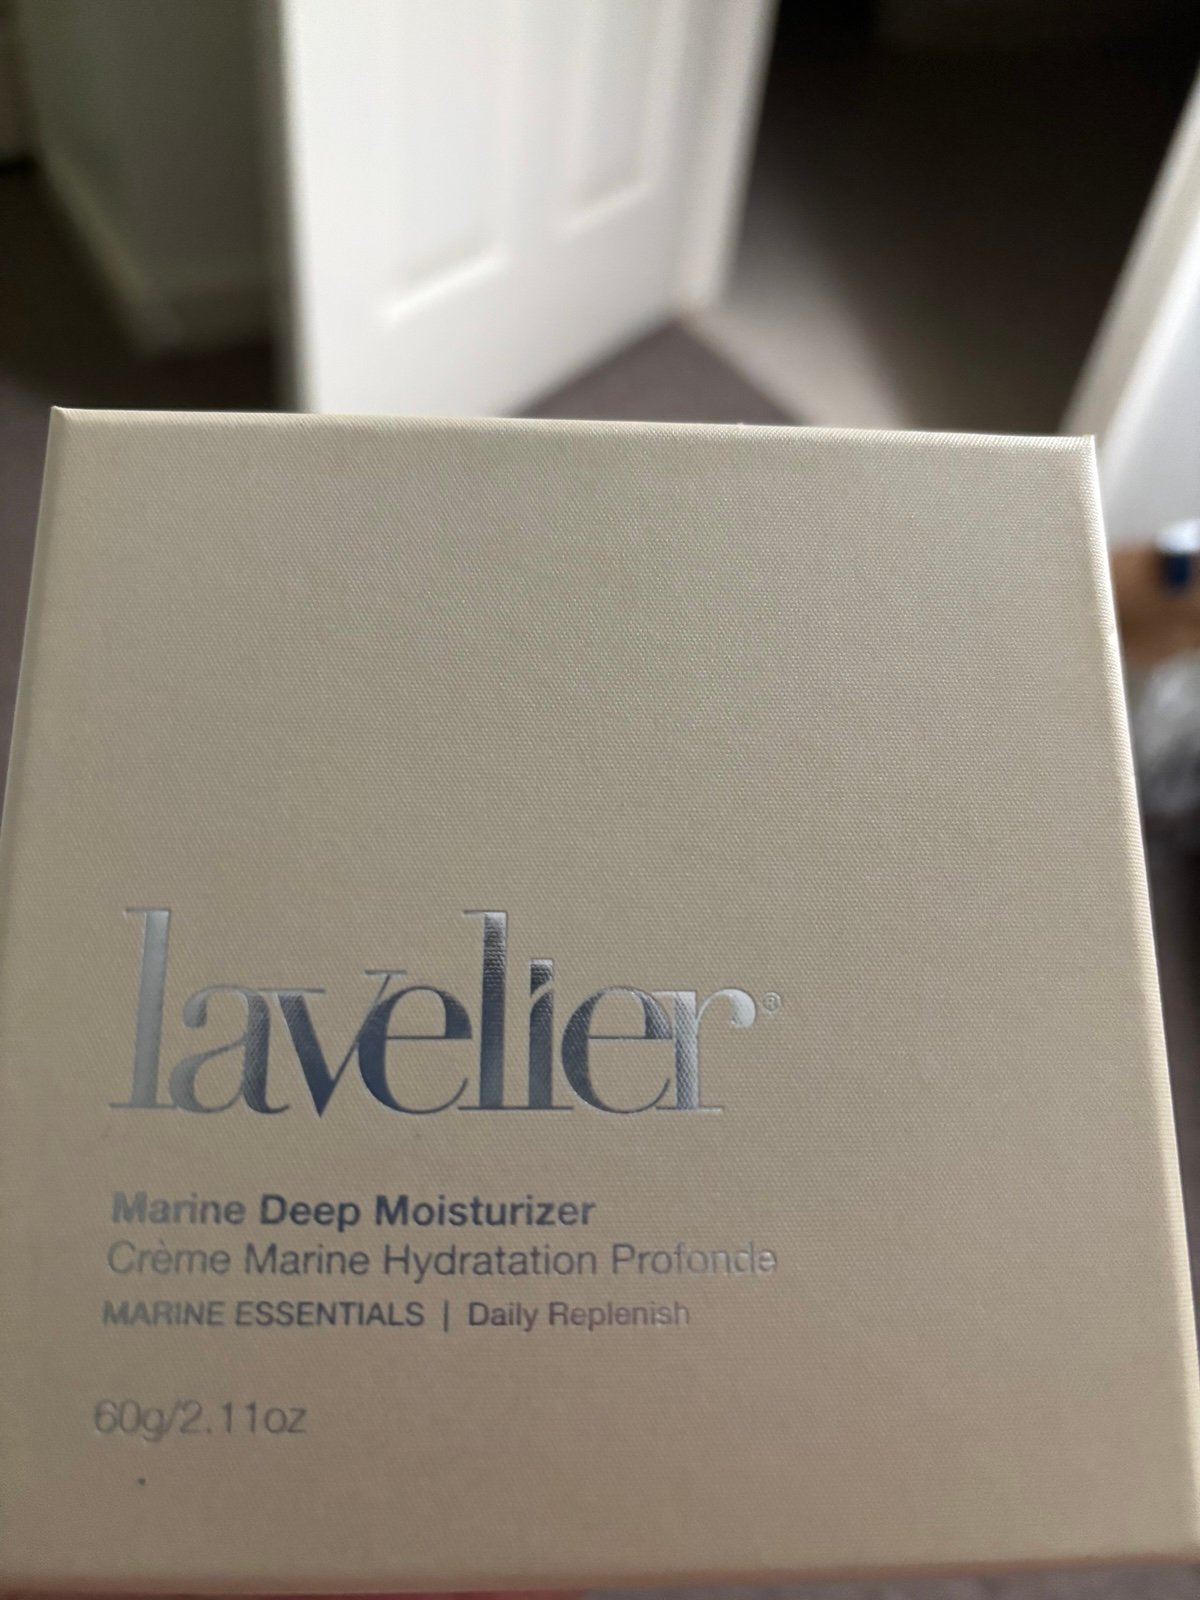 lavelier®
Marine Deep Moisturizer
Crème Marine Hydratation Profonde
MARINE ESSENTIALS | Daily Replenish
60g/2.11oz